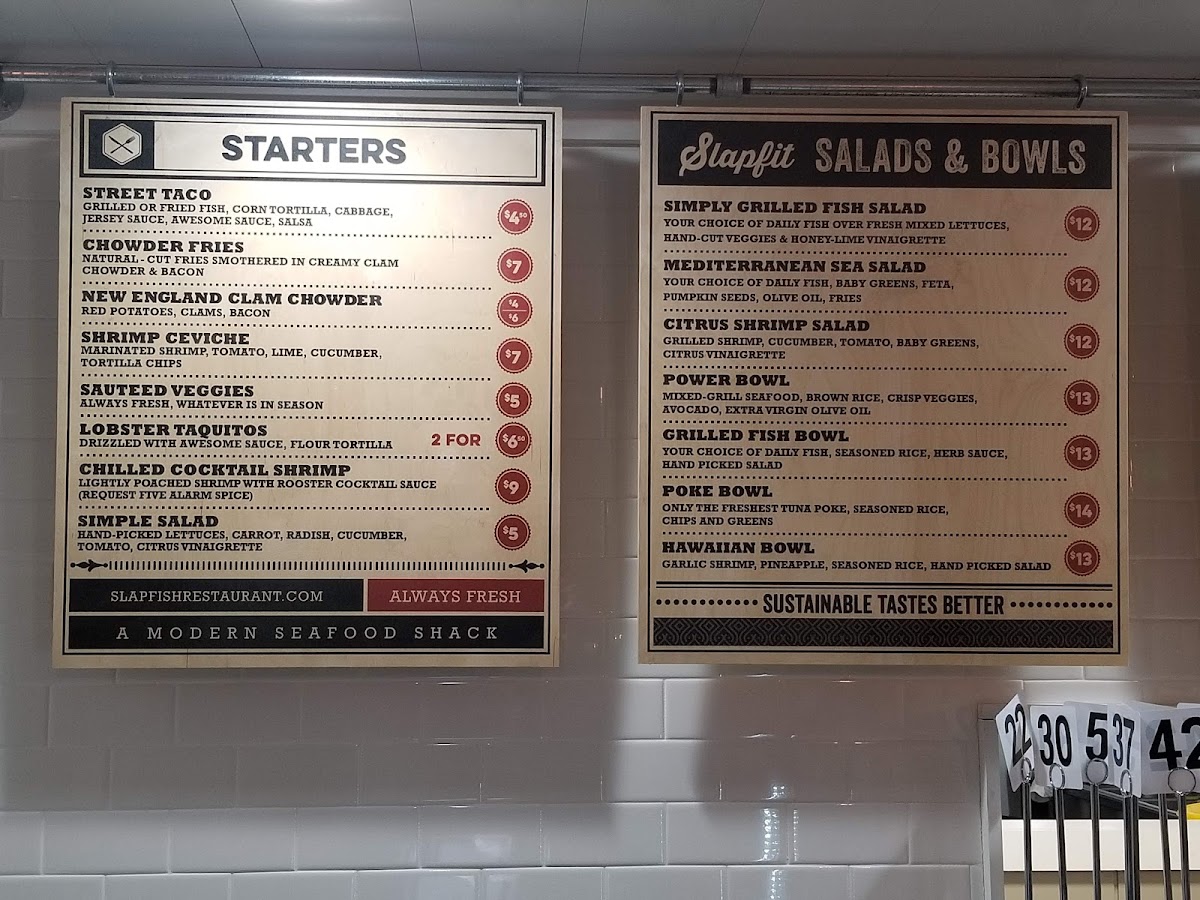 STARTERS
STREET TACO
GRILLED OR FRIED FISH, CORN TORTILLA, CABBAGE,
JERSEY SAUCE, AWESOME SAUCE, SALSA
$4.50
CHOWDER FRIES
NATURAL - CUT FRIES SMOTHERED IN CREAMY CLAM
CHOWDER & BACON
$7
NEW ENGLAND CLAM CHOWDER
RED POTATOES, CLAMS, BACON
$4
$6
SHRIMP CEVICHE
MARINATED SHRIMP, TOMATO, LIME, CUCUMBER,
TORTILLA CHIPS
$7
SAUTEED VEGGIES
ALWAYS FRESH, WHATEVER IS IN SEASON
$5
LOBSTER TAQUITOS
DRIZZLED WITH AWESOME SAUCE, FLOUR TORTILLA
2 FOR $6.50
CHILLED COCKTAIL SHRIMP
LIGHTLY POACHED SHRIMP WITH ROOSTER COCKTAIL SAUCE
(REQUEST FIVE ALARM SPICE)
$9
SIMPLE SALAD
HAND-PICKED LETTUCES, CARROT, RADISH, CUCUMBER,
TOMATO, CITRUS VINAIGRETTE
$5
SLAPFISHRESTAURANT.COM
ALWAYS FRESH
A MODERN SEAFOOD SHACK
Slapfit SALADS & BOWLS
SIMPLY GRILLED FISH SALAD
YOUR CHOICE OF DAILY FISH OVER FRESH MIXED LETTUCES,
HAND-CUT VEGGIES & HONEY-LIME VINAIGRETTE
$12
MEDITERRANEAN SEA SALAD
YOUR CHOICE OF DAILY FISH, BABY GREENS, FETA,
PUMPKIN SEEDS, OLIVE OIL, FRIES
$12
CITRUS SHRIMP SALAD
GRILLED SHRIMP, CUCUMBER, TOMATO, BABY GREENS,
CITRUS VINAIGRETTE
$12
POWER BOWL
MIXED-GRILL SEAFOOD, BROWN RICE, CRISP VEGGIES,
AVOCADO, EXTRA VIRGIN OLIVE OIL
$13
GRILLED FISH BOWL
YOUR CHOICE OF DAILY FISH, SEASONED RICE, HERB SAUCE,
HAND PICKED SALAD
$13
POKE BOWL
ONLY THE FRESHEST TUNA POKE, SEASONED RICE,
CHIPS AND GREENS
$14
HAWAIIAN BOWL
GARLIC SHRIMP, PINEAPPLE, SEASONED RICE, HAND PICKED SALAD
$13
SUSTAINABLE TASTES BETTER
22 30 5 37 42